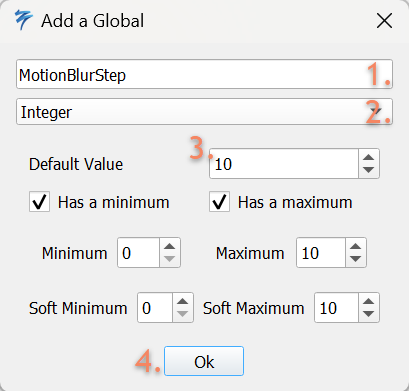 Add a Global
MotionBlurStep 1.
Integer 2.
Default Value 3. 10
Has a minimum Has a maximum
Minimum 0 Maximum 10
Soft Minimum 0 Soft Maximum 10
4. Ok